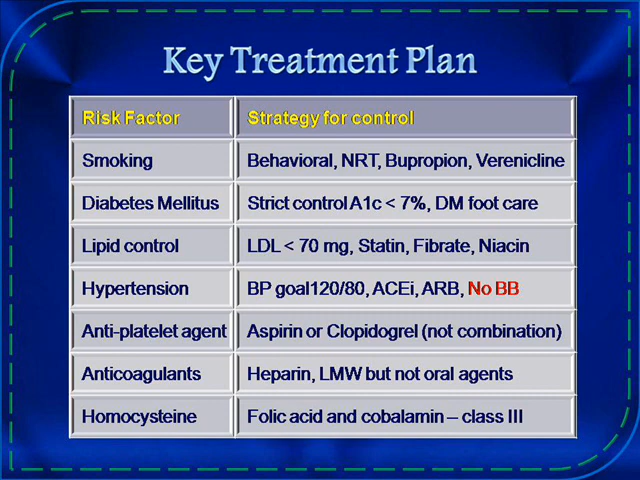 Key Treatment Plan
Risk Factor Strategy for control
Smoking Behavioral, NRT, Bupropion, Verenicline
Diabetes Mellitus Strict control A1c < 7%, DM foot care
Lipid control LDL < 70 mg, Statin, Fibrate, Niacin
Hypertension BP goal120/80, ACEi, ARB, No BB
Anti-platelet agent Aspirin or Clopidogrel (not combination)
Anticoagulants Heparin, LMW but not oral agents
Homocysteine Folic acid and cobalamin – class III